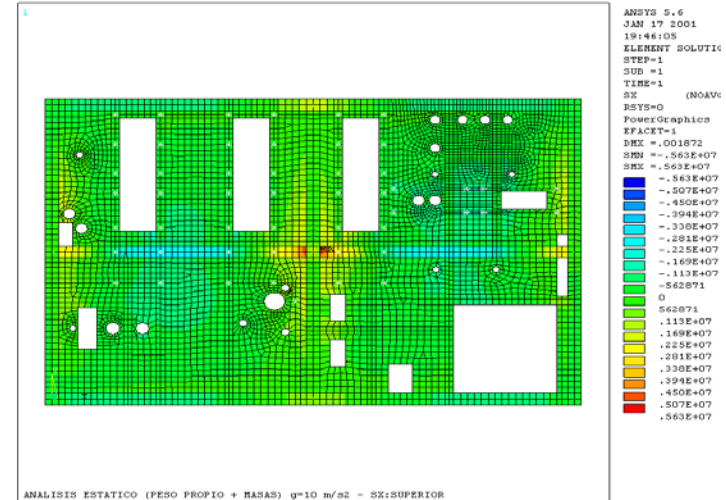 1
ANSYS 5.6
JAN 17 2001
19:46:05
ELEMENT SOLUTIO
STEP=1
SUB =1
TIME=1
SX (NOAVG
RSYS=0
PowerGraphics
EFACET=1
DMX =.001872
SMN =-.563E+07
SMX =.563E+07
-.563E+07
-.507E+07
-.450E+07
-.394E+07
-.338E+07
-.281E+07
-.225E+07
-.169E+07
-.113E+07
-562871
0
562871
.113E+07
.169E+07
.225E+07
.281E+07
.338E+07
.394E+07
.450E+07
.507E+07
.563E+07
ANALISIS ESTATICO (PESO PROPIO + MASAS) g=10 m/s2 - SX:SUPERIOR